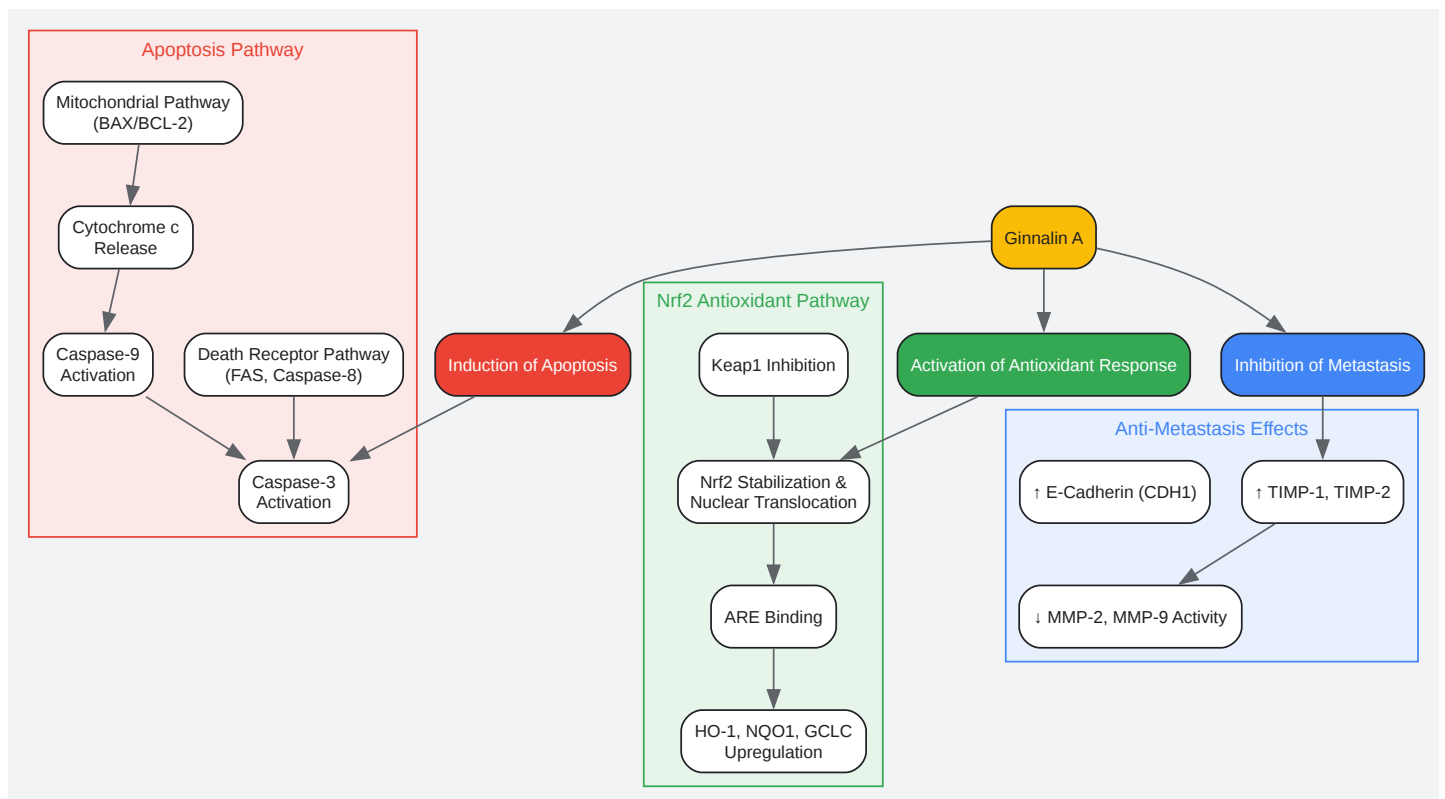 Apoptosis Pathway
Mitochondrial Pathway
(BAX/BCL-2)
Cytochrome c
Release
Caspase-9
Activation
Death Receptor Pathway
(FAS, Caspase-8)
Caspase-3
Activation
Ginnalin A
Induction of Apoptosis
Nrf2 Antioxidant Pathway
Keap1 Inhibition
Nrf2 Stabilization &
Nuclear Translocation
ARE Binding
HO-1, NQO1, GCLC
Upregulation
Activation of Antioxidant Response
Inhibition of Metastasis
Anti-Metastasis Effects
↑ E-Cadherin (CDH1)
↑ TIMP-1, TIMP-2
↓ MMP-2, MMP-9 Activity